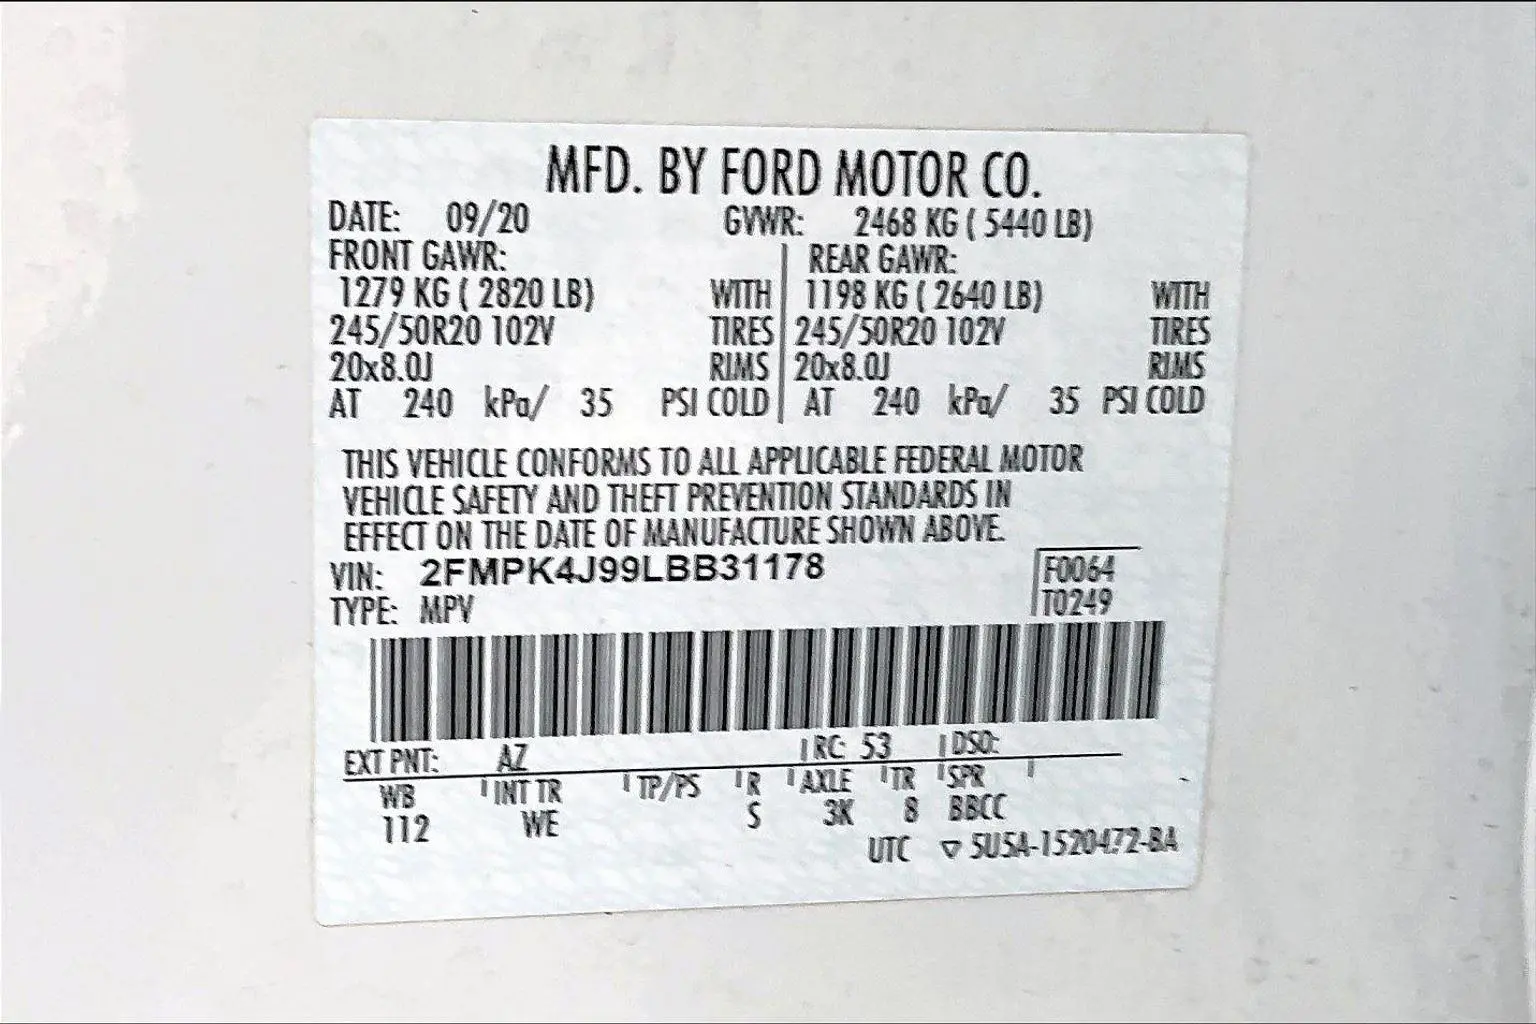 MFD. BY FORD MOTOR CO.
DATE: 09/20 GVWR: 2468 KG ( 5440 LB)
FRONT GAWR: REAR GAWR:
1279 KG ( 2820 LB) WITH 1198 KG ( 2640 LB) WITH
245/50R20 102V TIRES 245/50R20 102V TIRES
20x8.0J RIMS 20x8.0J RIMS
AT 240 kPa/ 35 PSI COLD AT 240 kPa/ 35 PSI COLD
THIS VEHICLE CONFORMS TO ALL APPLICABLE FEDERAL MOTOR
VEHICLE SAFETY AND THEFT PREVENTION STANDARDS IN
EFFECT ON THE DATE OF MANUFACTURE SHOWN ABOVE.
VIN: 2FMPK4J99LBB31178 F0064
TYPE: MPV T0249
EXT PNT: AZ RC: 53 DSO:
WB INT TR TP/PS R AXLE TR SPR
112 WE S 3K 8 BBCC
UTC ▽ 5U5A-1520472-BA